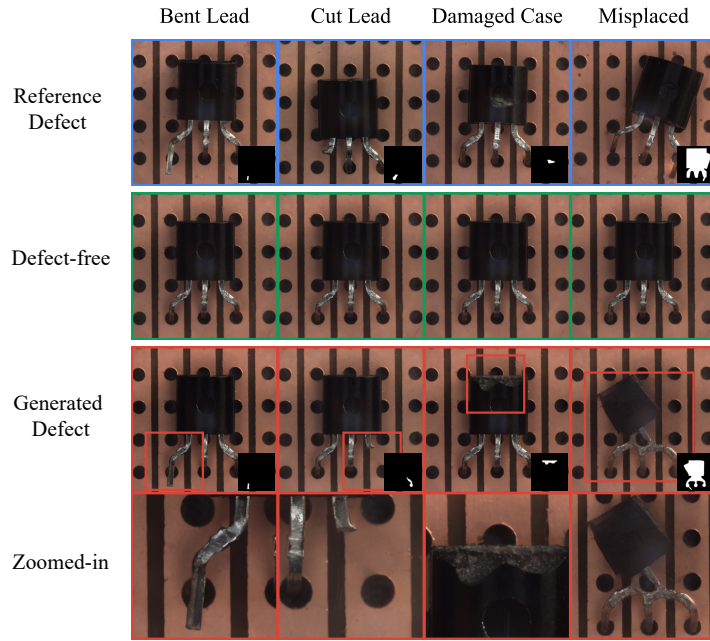 Bent Lead Cut Lead Damaged Case Misplaced
Reference
Defect
Defect-free
Generated
Defect
Zoomed-in